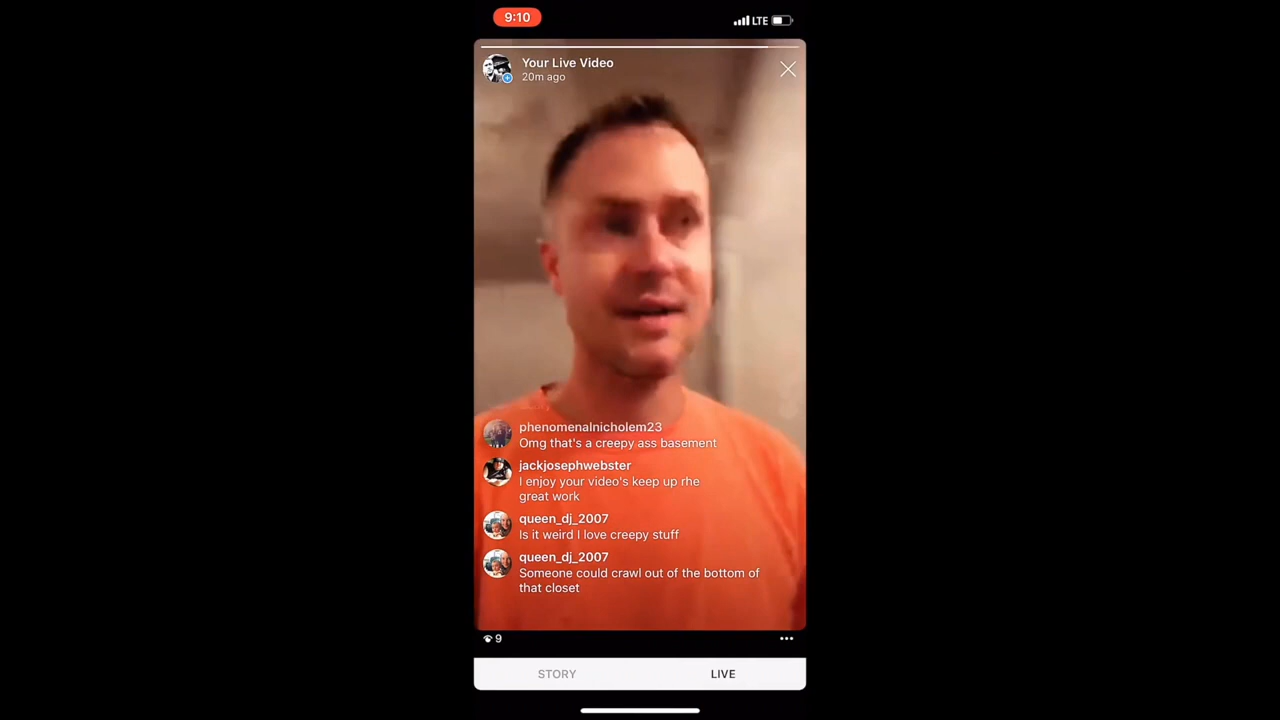 9:10
LTE
Your Live Video
20m ago
phenomenalnicholem23
Omg that's a creepy ass basement
jackjosephwebster
I enjoy your video's keep up rhe
great work
queen_dj_2007
Is it weird I love creepy stuff
queen_dj_2007
Someone could crawl out of the bottom of
that closet
9
STORY
LIVE